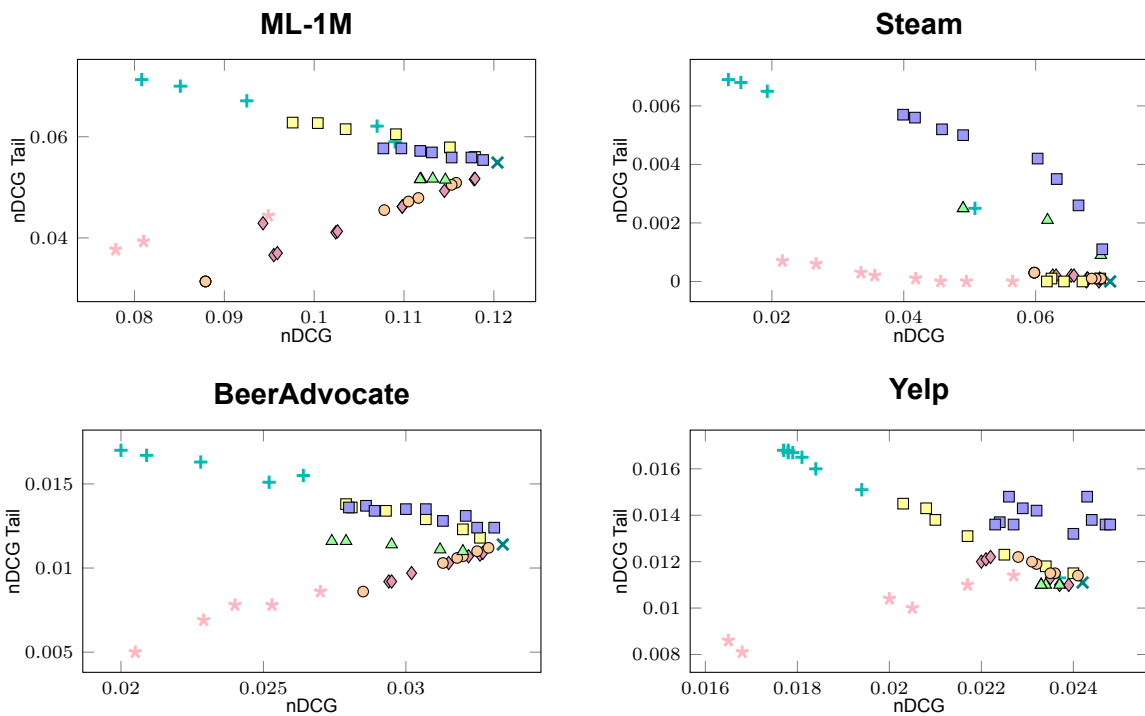 ML-1M
nDCG Tail
0.06
0.04
0.08
0.09
0.1
0.11
0.12
nDCG
Steam
nDCG Tail
0.006
0.004
0.002
0
0.02
0.04
0.06
nDCG
BeerAdvocate
nDCG Tail
0.015
0.01
0.005
0.02
0.025
0.03
nDCG
Yelp
nDCG Tail
0.016
0.014
0.012
0.01
0.008
0.016
0.018
0.02
0.022
0.024
nDCG